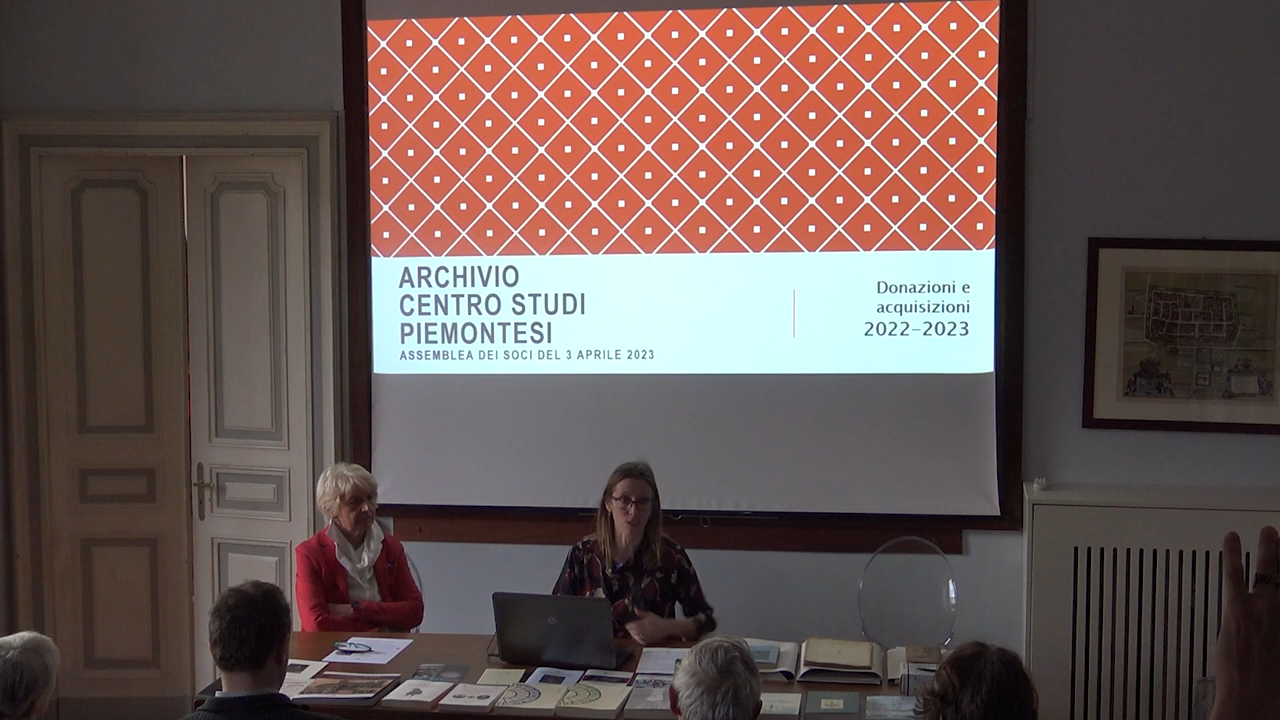 ARCHIVIO
CENTRO STUDI
PIEMONTESI
ASSEMBLEA DEI SOCI DEL 3 APRILE 2023
Donazioni e
acquisizioni
2022-2023